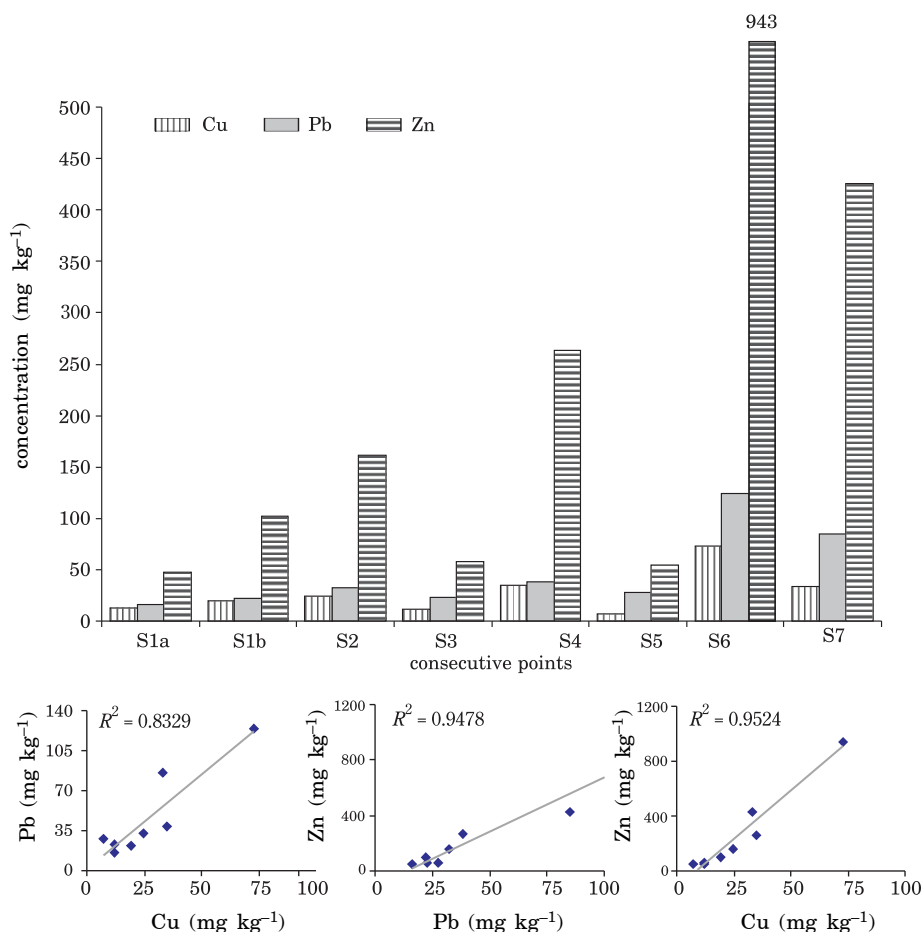 943
500
450
400
350
300
250
200
150
100
50
0
concentration (mg kg⁻¹)
Cu Pb Zn
S1a S1b S2 S3 S4 S5 S6 S7
consecutive points
R² = 0.8329
140
105
70
35
0
Pb (mg kg⁻¹)
0 25 50 75 100
Cu (mg kg⁻¹)
R² = 0.9478
1200
800
400
0
Zn (mg kg⁻¹)
0 25 50 75 100
Pb (mg kg⁻¹)
R² = 0.9524
1200
800
400
0
Zn (mg kg⁻¹)
0 25 50 75 100
Cu (mg kg⁻¹)